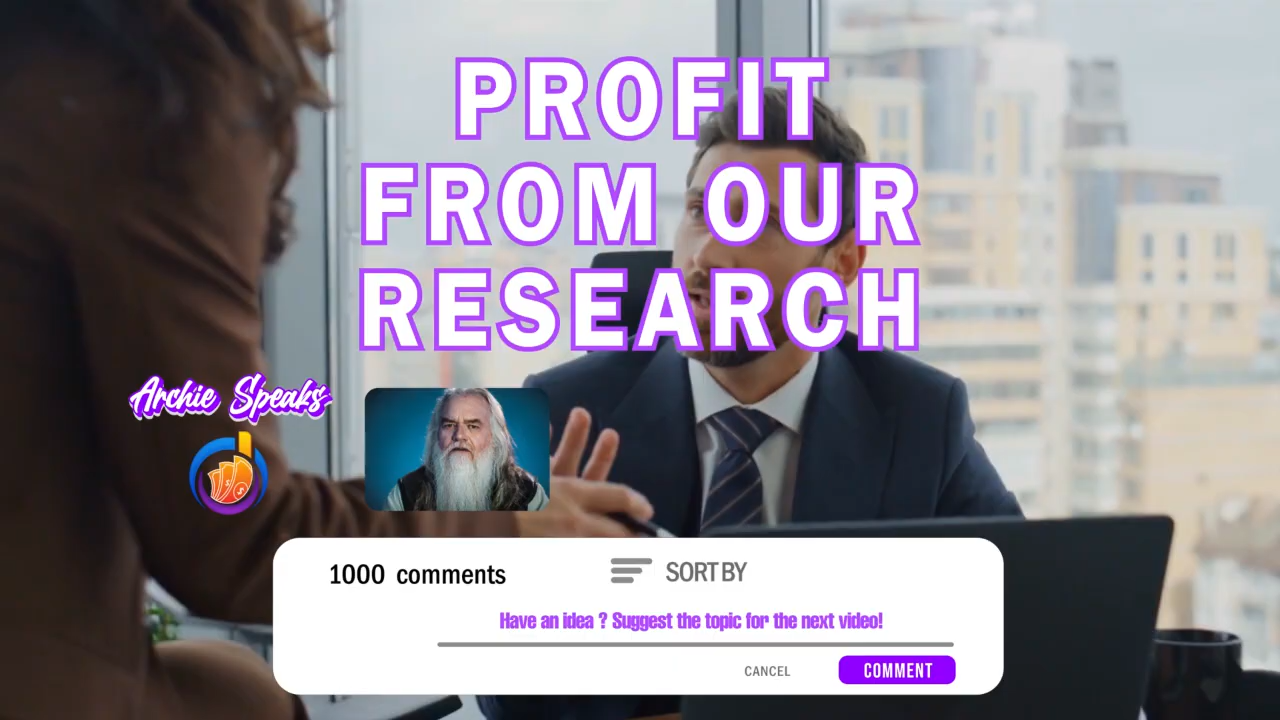 PROFIT
FROM OUR
RESEARCH
Archie Speaks
1000 comments
SORT BY
Have an idea ? Suggest the topic for the next video!
CANCEL
COMMENT